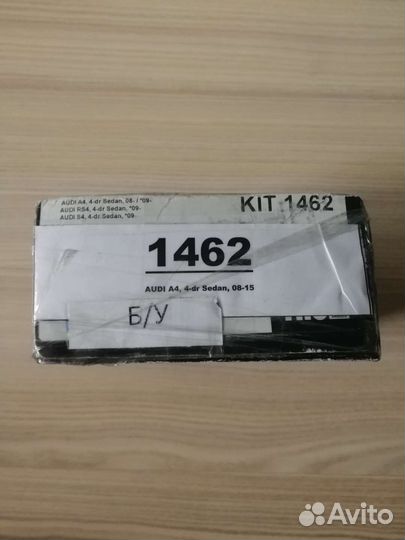 AUDI A4, 4-dr Sedan, 08- / *09-
AUDI RS4, 4-dr Sedan, *09-
AUDI S4, 4-dr Sedan, *09-
KIT 1462
1462
AUDI A4, 4-dr Sedan, 08-15
Б/У
Avito